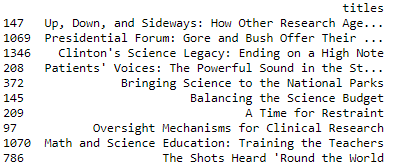 titles
147 Up, Down, and Sideways: How Other Research Age...
1069 Presidential Forum: Gore and Bush Offer Their ...
1346 Clinton's Science Legacy: Ending on a High Note
208 Patients' Voices: The Powerful Sound in the St...
372 Bringing Science to the National Parks
145 Balancing the Science Budget
209 A Time for Restraint
97 Oversight Mechanisms for Clinical Research
1070 Math and Science Education: Training the Teachers
786 The Shots Heard 'Round the World